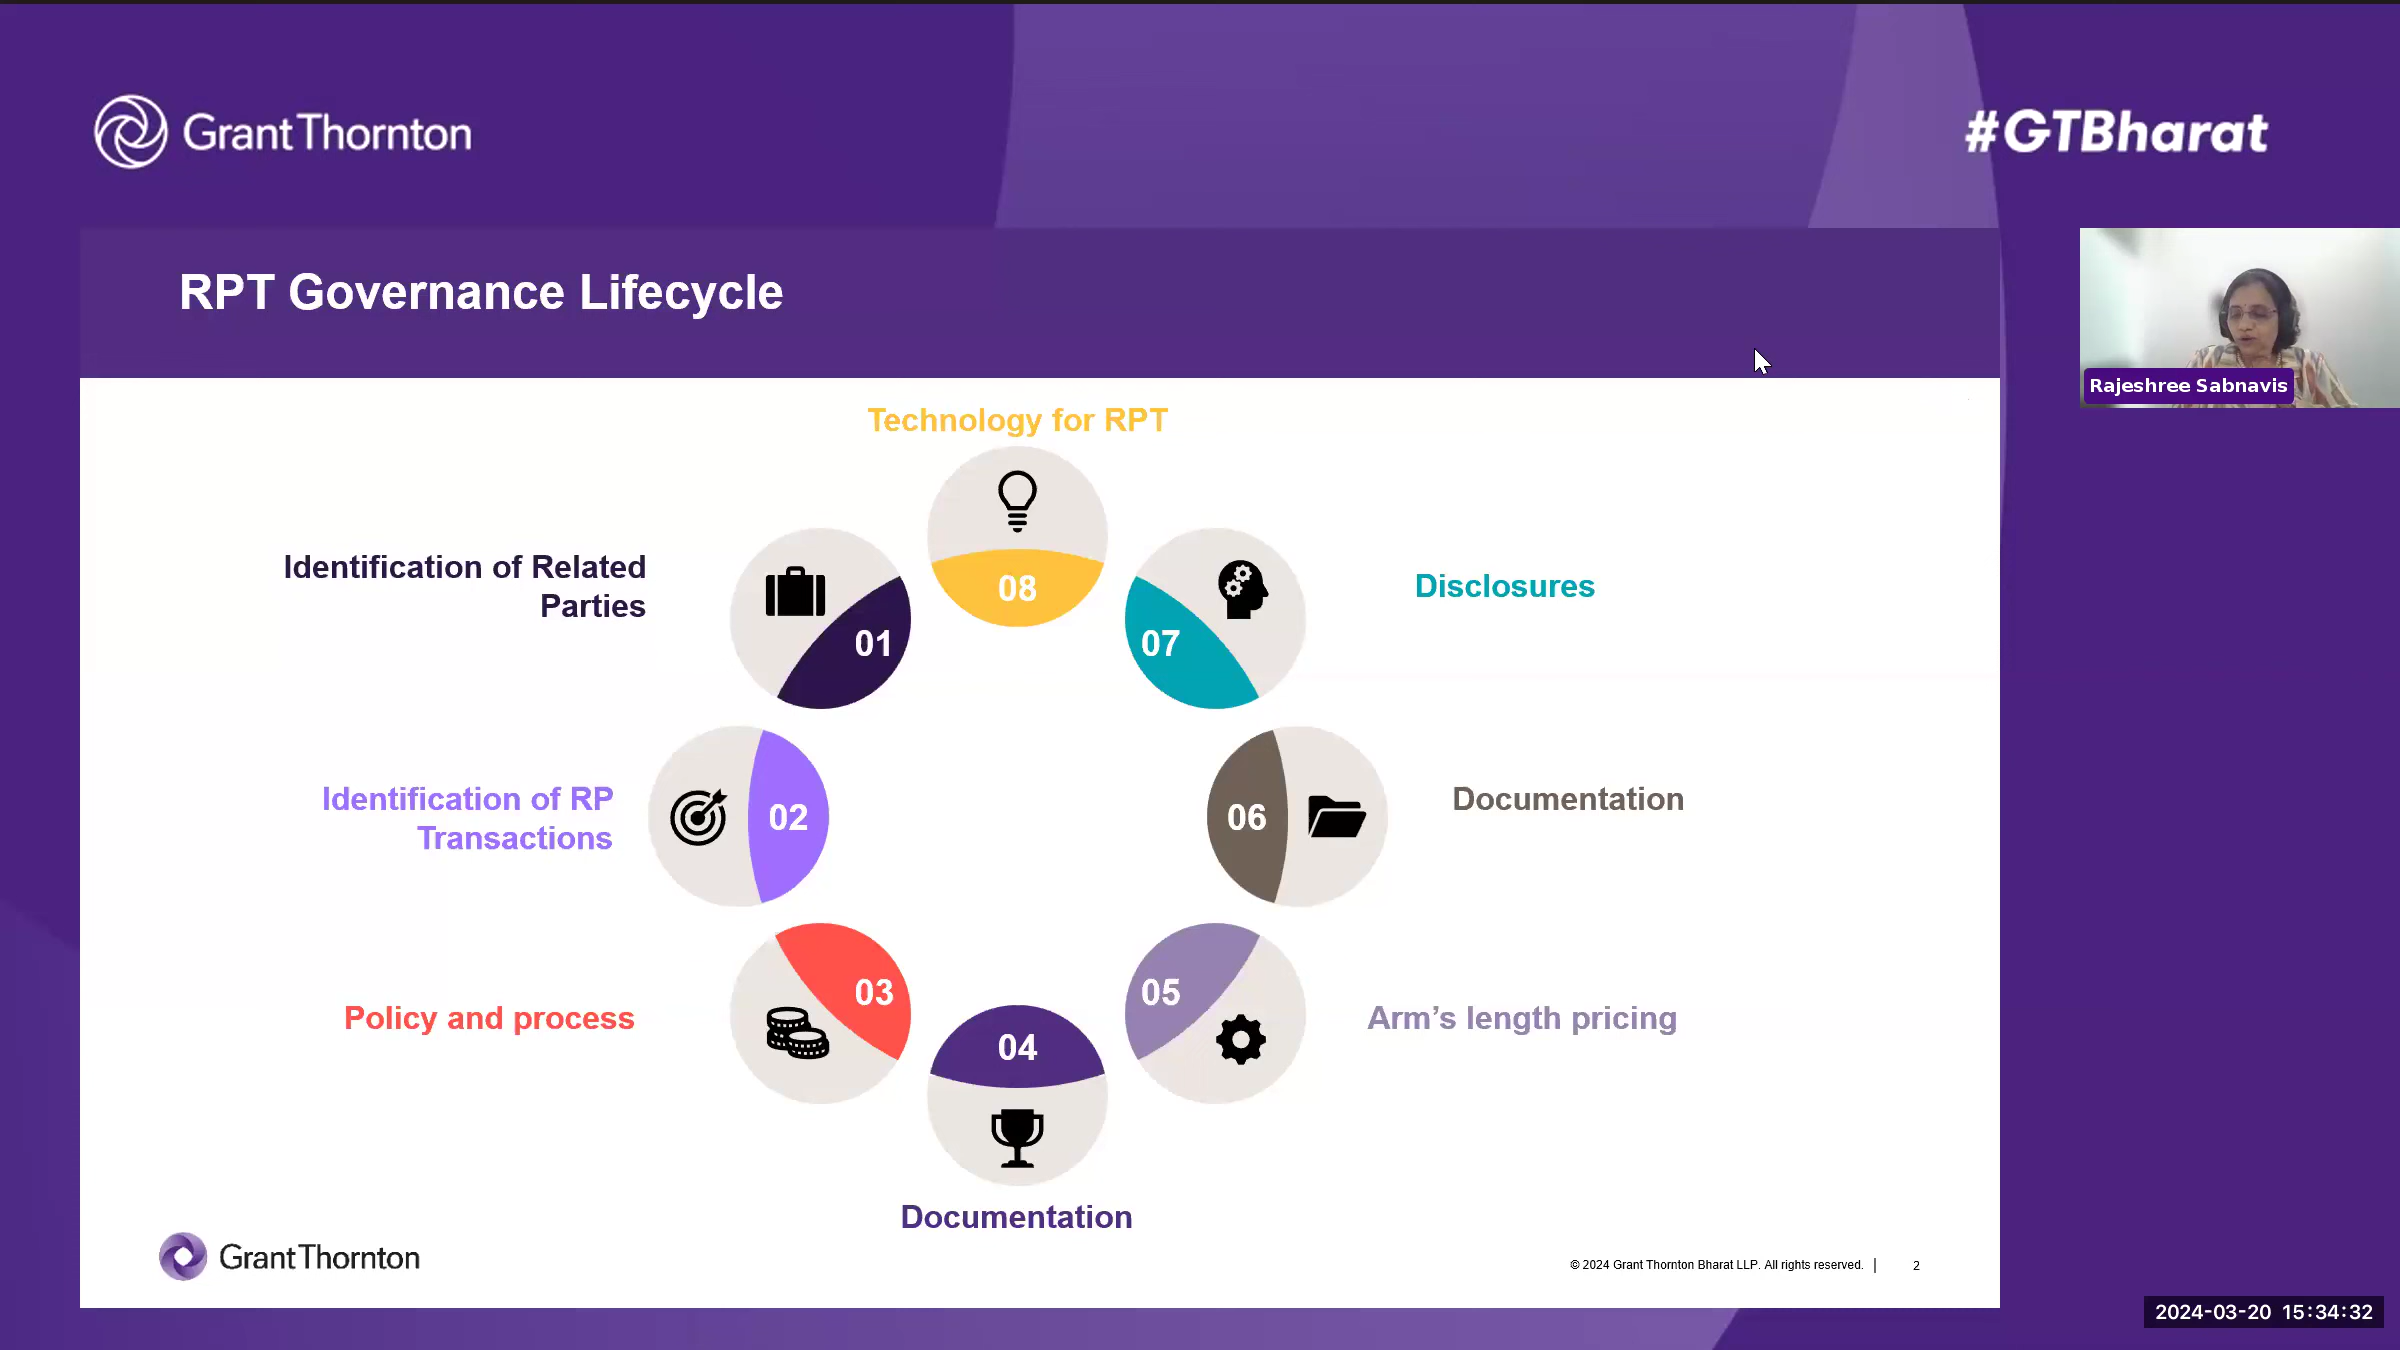 Grant Thornton
#GTBharat
RPT Governance Lifecycle
Rajeshree Sabnavis
Technology for RPT
08
Identification of Related
Parties
01
07
Disclosures
Identification of RP
Transactions
02
06
Documentation
Policy and process
03
05
Arm’s length pricing
04
Documentation
Grant Thornton
© 2024 Grant Thornton Bharat LLP. All rights reserved. | 2
2024-03-20 15:34:32